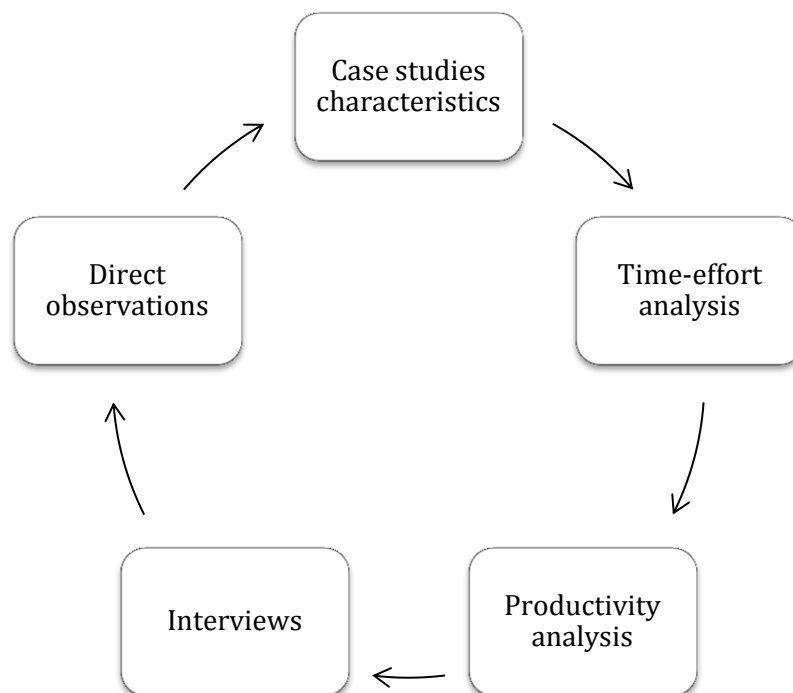 Case studies
characteristics
Time-effort
analysis
Productivity
analysis
Interviews
Direct
observations